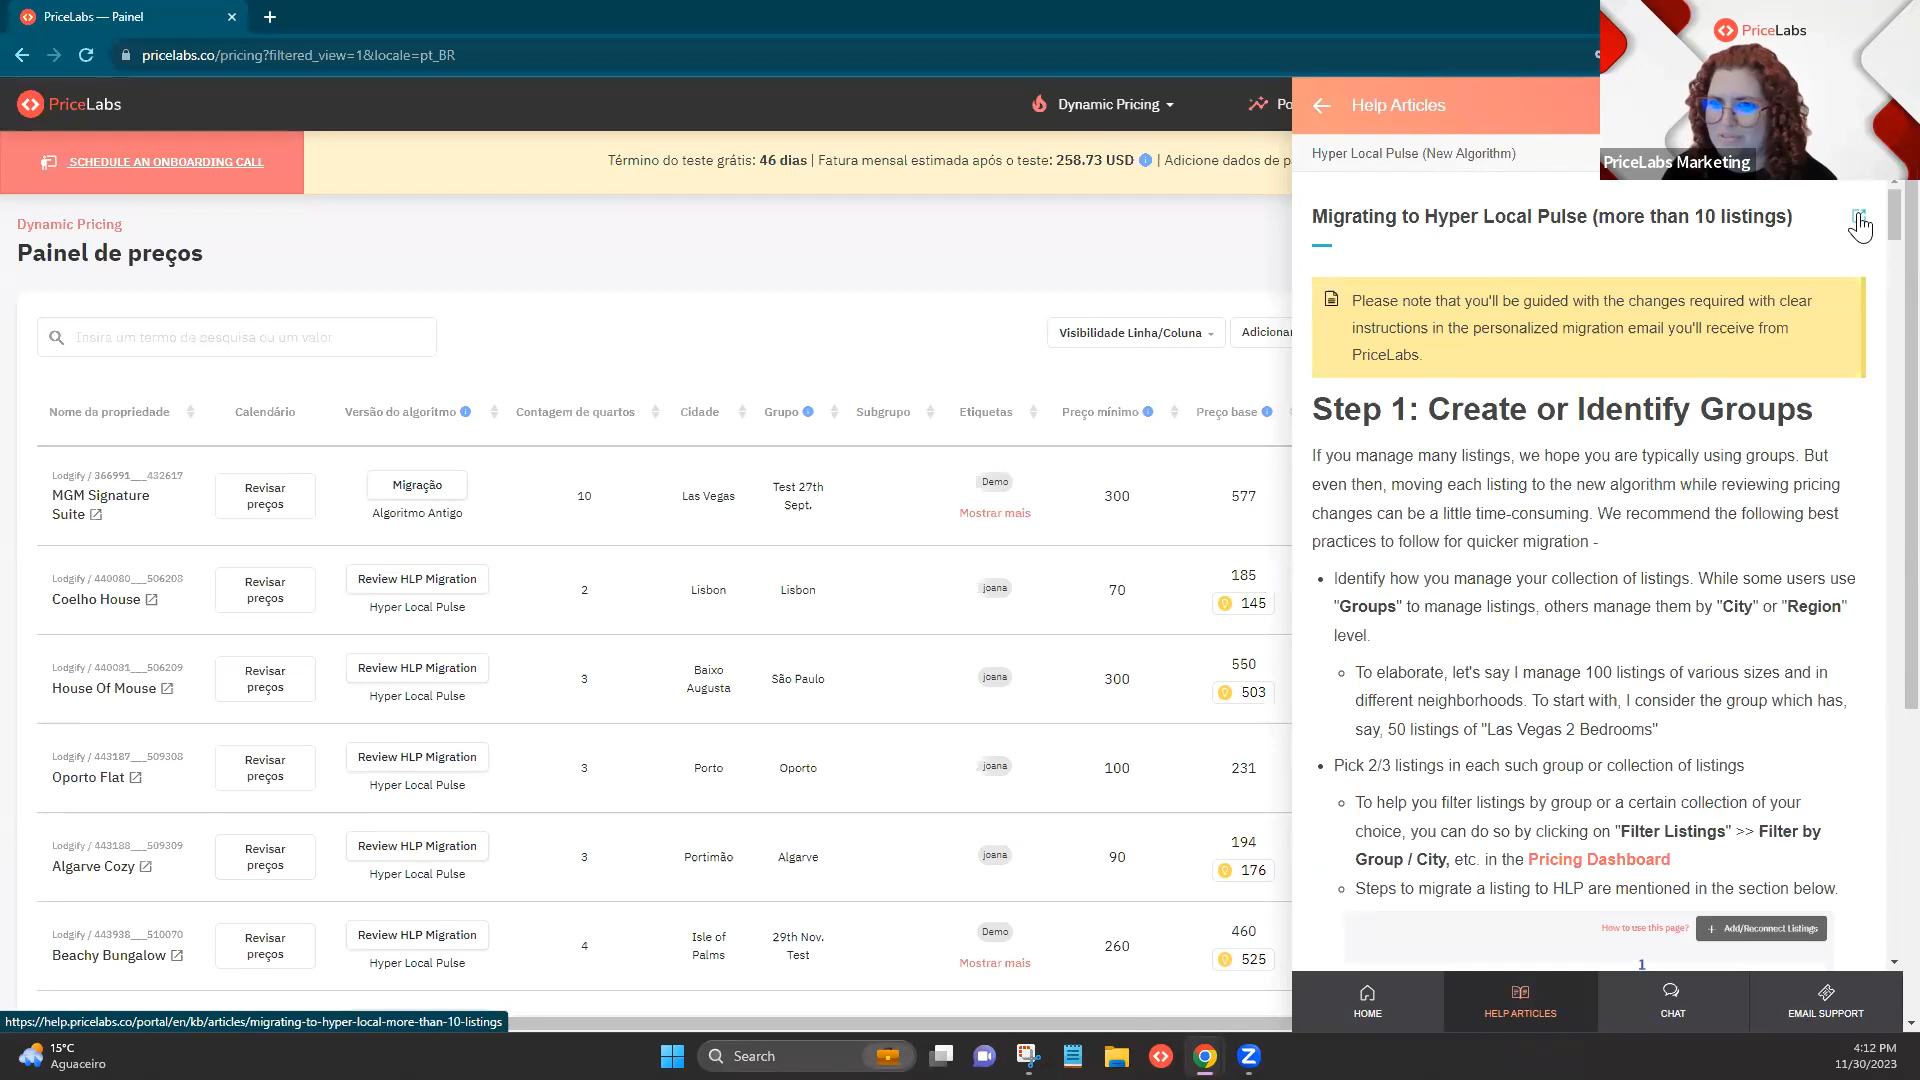 PriceLabs — Painel
pricelabs.co/pricing?filtered_view=1&locale=pt_BR
PriceLabs
Dynamic Pricing
Po
Help Articles
PriceLabs
PriceLabs Marketing
SCHEDULE AN ONBOARDING CALL
Término do teste grátis: 46 dias | Fatura mensal estimada após o teste: 258.73 USD | Adicione dados de p
Hyper Local Pulse (New Algorithm)
Dynamic Pricing
Painel de preços
Insira um termo de pesquisa ou um valor
Visibilidade Linha/Coluna
Adicionar
Nome da propriedade Calendário Versão do algoritmo Contagem de quartos Cidade Grupo Subgrupo Etiquetas Preço mínimo Preço base
Lodgify / 366991___432617
MGM Signature
Suite
Revisar
preços
Migração
Algoritmo Antigo
10
Las Vegas
Test 27th
Sept.
Demo
Mostrar mais
300
577
Lodgify / 440080___506208
Coelho House
Revisar
preços
Review HLP Migration
Hyper Local Pulse
2
Lisbon
Lisbon
joana
70
185
145
Lodgify / 440081___506209
House Of Mouse
Revisar
preços
Review HLP Migration
Hyper Local Pulse
3
Baixo
Augusta
São Paulo
joana
300
550
503
Lodgify / 443187___509308
Oporto Flat
Revisar
preços
Review HLP Migration
Hyper Local Pulse
3
Porto
Oporto
joana
100
231
Lodgify / 443188___509309
Algarve Cozy
Revisar
preços
Review HLP Migration
Hyper Local Pulse
3
Portimão
Algarve
joana
90
194
176
Lodgify / 443938___510070
Beachy Bungalow
Revisar
preços
Review HLP Migration
Hyper Local Pulse
4
Isle of
Palms
29th Nov.
Test
Demo
Mostrar mais
260
460
525
Migrating to Hyper Local Pulse (more than 10 listings)
Please note that you'll be guided with the changes required with clear
instructions in the personalized migration email you'll receive from
PriceLabs.
Step 1: Create or Identify Groups
If you manage many listings, we hope you are typically using groups. But
even then, moving each listing to the new algorithm while reviewing pricing
changes can be a little time-consuming. We recommend the following best
practices to follow for quicker migration -
• Identify how you manage your collection of listings. While some users use
"Groups" to manage listings, others manage them by "City" or "Region"
level.
◦ To elaborate, let's say I manage 100 listings of various sizes and in
different neighborhoods. To start with, I consider the group which has,
say, 50 listings of "Las Vegas 2 Bedrooms"
• Pick 2/3 listings in each such group or collection of listings
◦ To help you filter listings by group or a certain collection of your
choice, you can do so by clicking on "Filter Listings" >> Filter by
Group / City, etc. in the Pricing Dashboard
◦ Steps to migrate a listing to HLP are mentioned in the section below.
How to use this page?
+ Add/Reconnect Listings
1
HOME
HELP ARTICLES
CHAT
EMAIL SUPPORT
https://help.pricelabs.co/portal/en/kb/articles/migrating-to-hyper-local-more-than-10-listings
15°C
Aguaceiro
Search
4:12 PM
11/30/2023